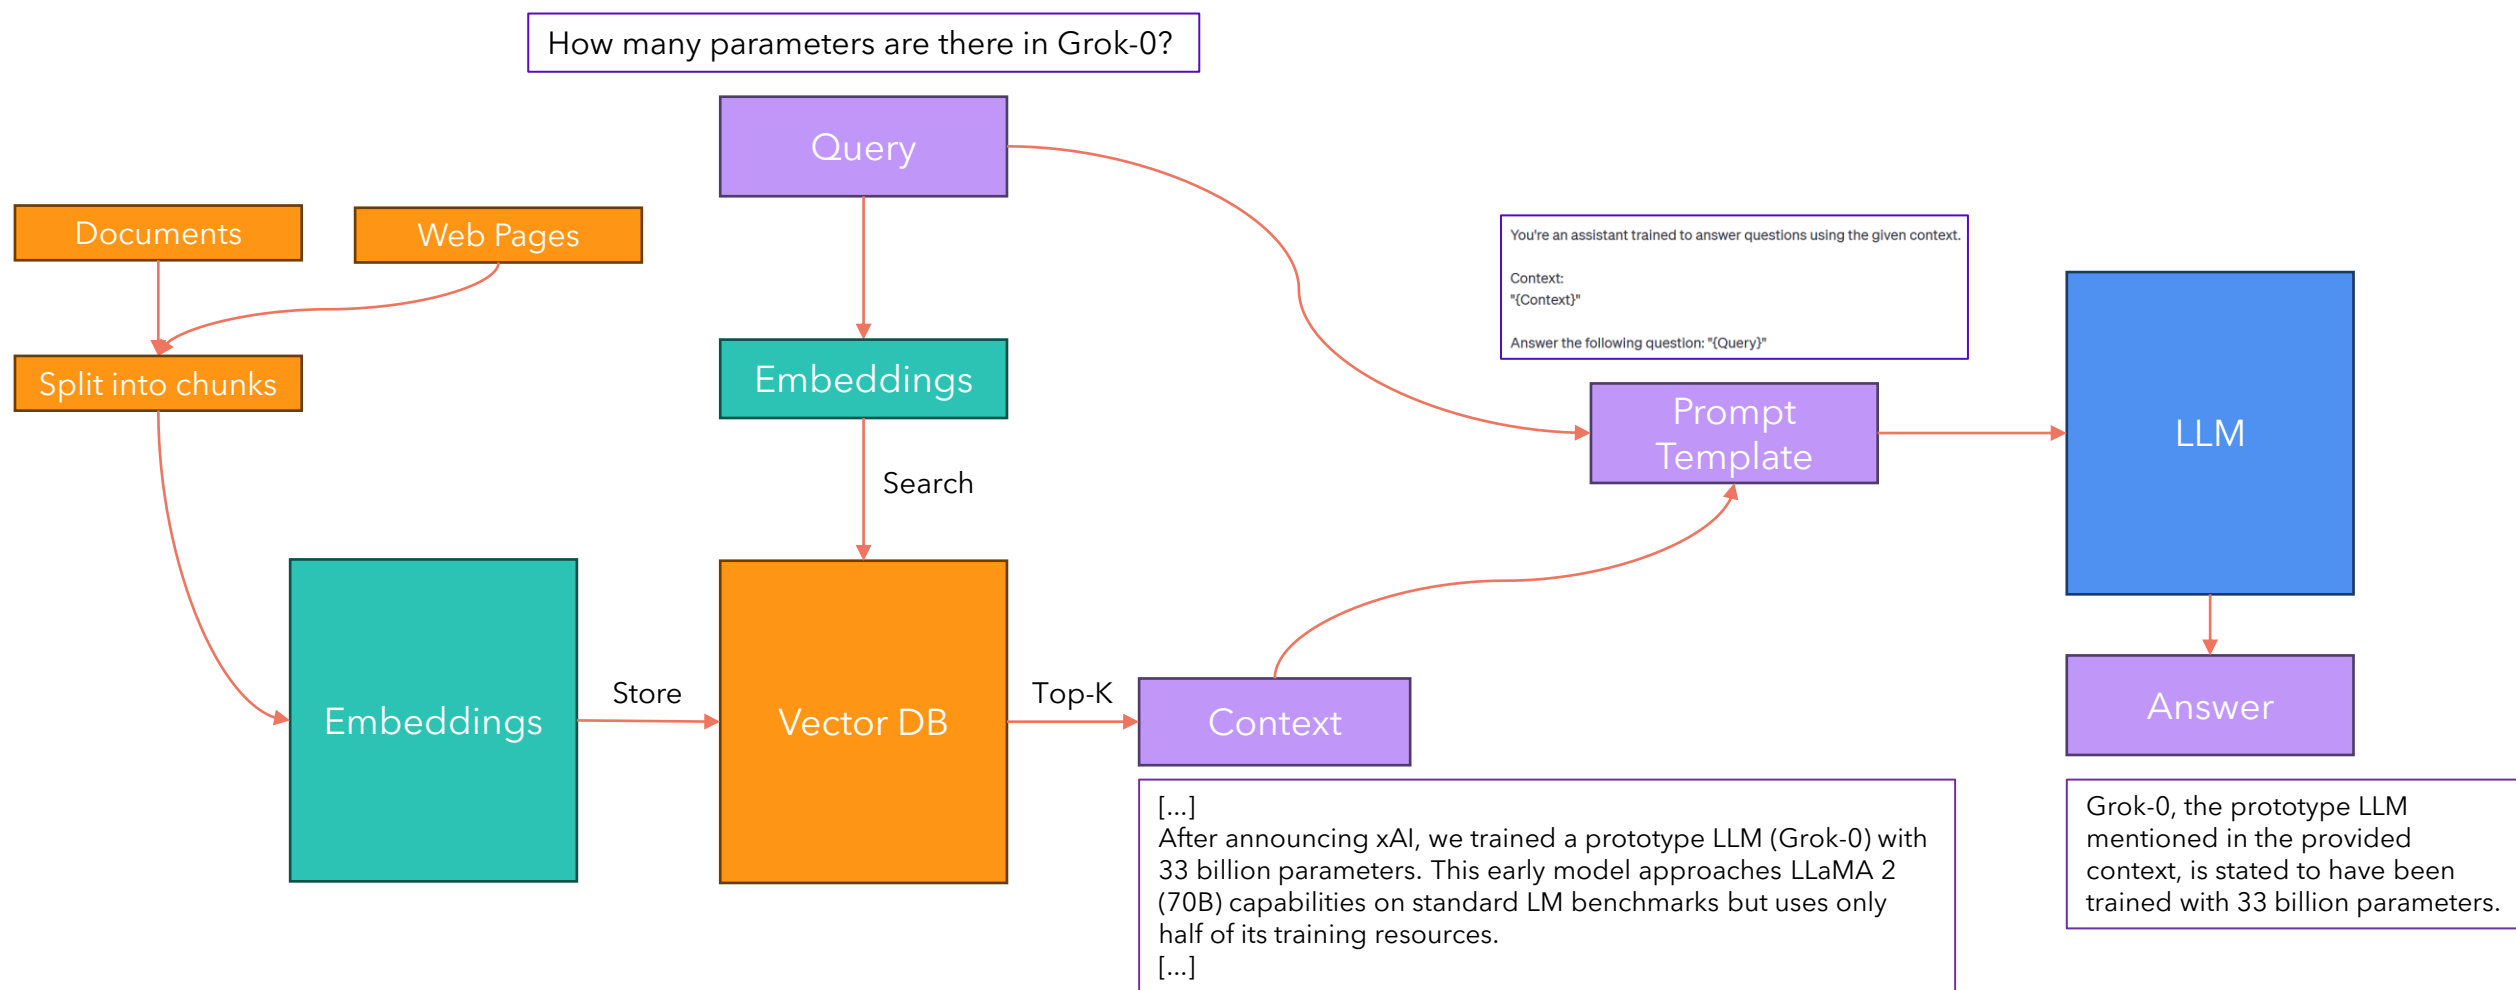 How many parameters are there in Grok-0?
Query
Documents
Web Pages
Split into chunks
Embeddings
Search
Embeddings
Store
Vector DB
Top-K
Context
[...]
After announcing xAI, we trained a prototype LLM (Grok-0) with
33 billion parameters. This early model approaches LLaMA 2
(70B) capabilities on standard LM benchmarks but uses only
half of its training resources.
[...]
You're an assistant trained to answer questions using the given context.
Context:
"{Context}"
Answer the following question: "{Query}"
Prompt
Template
LLM
Answer
Grok-0, the prototype LLM
mentioned in the provided
context, is stated to have been
trained with 33 billion parameters.